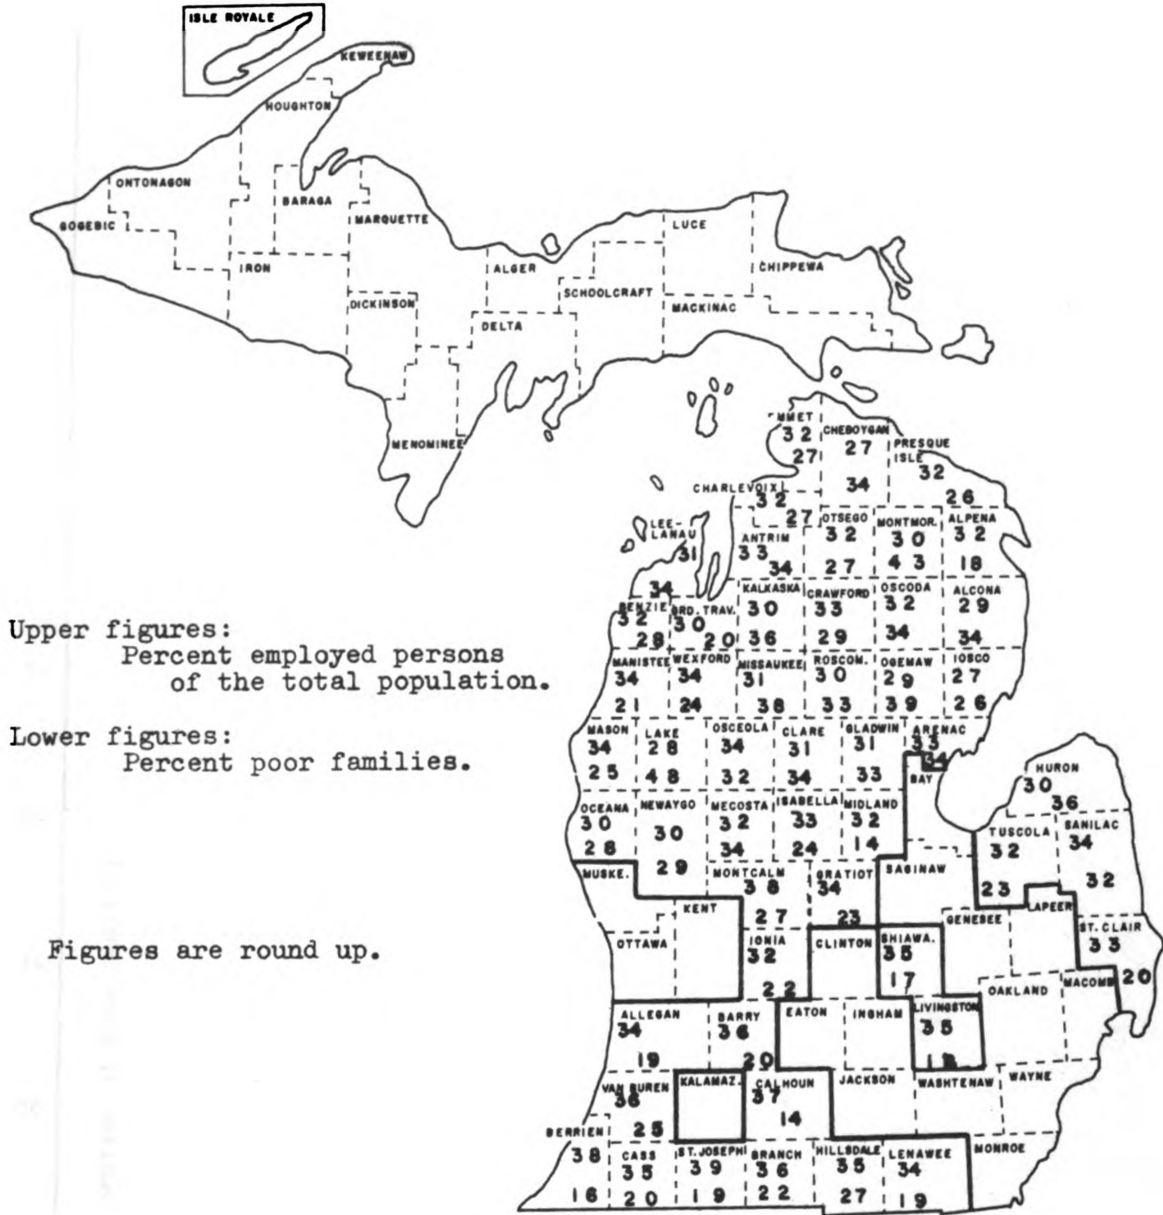 ISLE ROYALE
KEWEENAW
HOUGHTON
ONTONAGON
BARAGA
GOGEBIC
MARQUETTE
LUCE
IRON
ALGER
CHIPPEWA
DICKINSON
SCHOOLCRAFT
MACKINAC
DELTA
MENOMINEE
EMMET
32
27
CHEBOYGAN
27
34
PRESQUE
ISLE
32
26
CHARLEVOIX
32
27
LEE-
LANAU
31
34
ANTRIM
33
34
OTSEGO
32
27
MONTMOR.
30
43
ALPENA
32
18
BENZIE
32
28
GRD. TRAV.
30
20
KALKASKA
30
36
CRAWFORD
33
29
OSCODA
32
34
ALCONA
29
34
Upper figures:
Percent employed persons
of the total population.
Lower figures:
Percent poor families.
MANISTEE
34
21
WEXFORD
34
24
MISSAUKEE
31
38
ROSCOM.
30
33
OGEMAW
29
39
IOSCO
27
26
MASON
34
25
LAKE
28
48
OSCEOLA
34
32
CLARE
31
34
GLADWIN
31
33
ARENAC
33
34
BAY
HURON
30
36
OCEANA
30
28
NEWAYGO
30
29
MECOSTA
32
34
ISABELLA
33
24
MIDLAND
32
14
TUSCOLA
32
23
SANILAC
34
32
MUSKE.
MONTCALM
38
27
GRATIOT
34
23
SAGINAW
KENT
GENESEE
LAPEER
ST. CLAIR
33
20
Figures are round up.
OTTAWA
IONIA
32
22
CLINTON
SHIAWA.
35
17
OAKLAND
MACOMB
ALLEGAN
34
19
BARRY
36
20
EATON
INGHAM
LIVINGSTON
35
VAN BUREN
36
25
KALAMAZ.
CALHOUN
37
14
JACKSON
WASHTENAW
WAYNE
BERRIEN
38
16
CASS
35
20
ST. JOSEPH
39
19
BRANCH
36
22
HILLSDALE
35
27
LENAWEE
34
19
MONROE